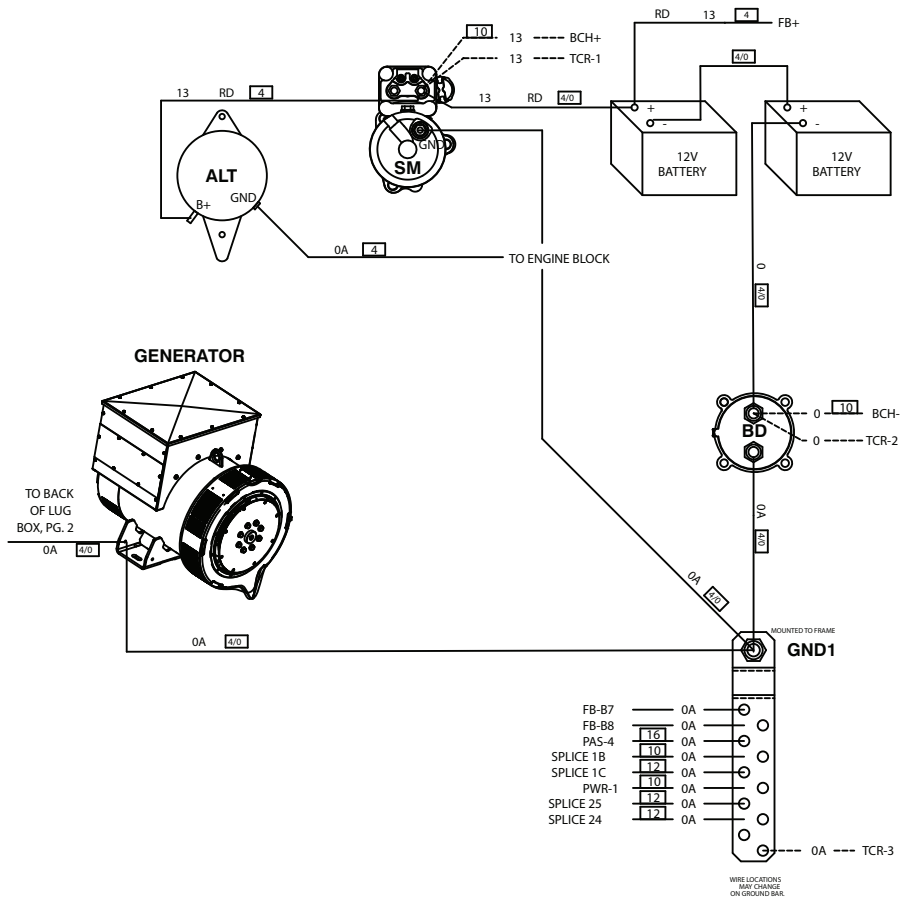 RD 13 4 FB+
10 13 BCH+
13 TCR-1
4/0
13 RD 4
13 RD 4/0
+ -
+ -
12V
BATTERY
12V
BATTERY
GND
SM
ALT
B+ GND
0A 4 TO ENGINE BLOCK
0 4/0
GENERATOR
BD
0 10 BCH-
0 TCR-2
TO BACK
OF LUG
BOX, PG. 2
0A 4/0
0A 4/0
0A 4/0
0A 4/0
MOUNTED TO FRAME
GND1
FB-B7 0A
FB-B8 0A
PAS-4 16 0A
SPLICE 1B 10 0A
SPLICE 1C 12 0A
PWR-1 10 0A
SPLICE 25 12 0A
SPLICE 24 12 0A
0A TCR-3
WIRE LOCATIONS
MAY CHANGE
ON GROUND BAR.